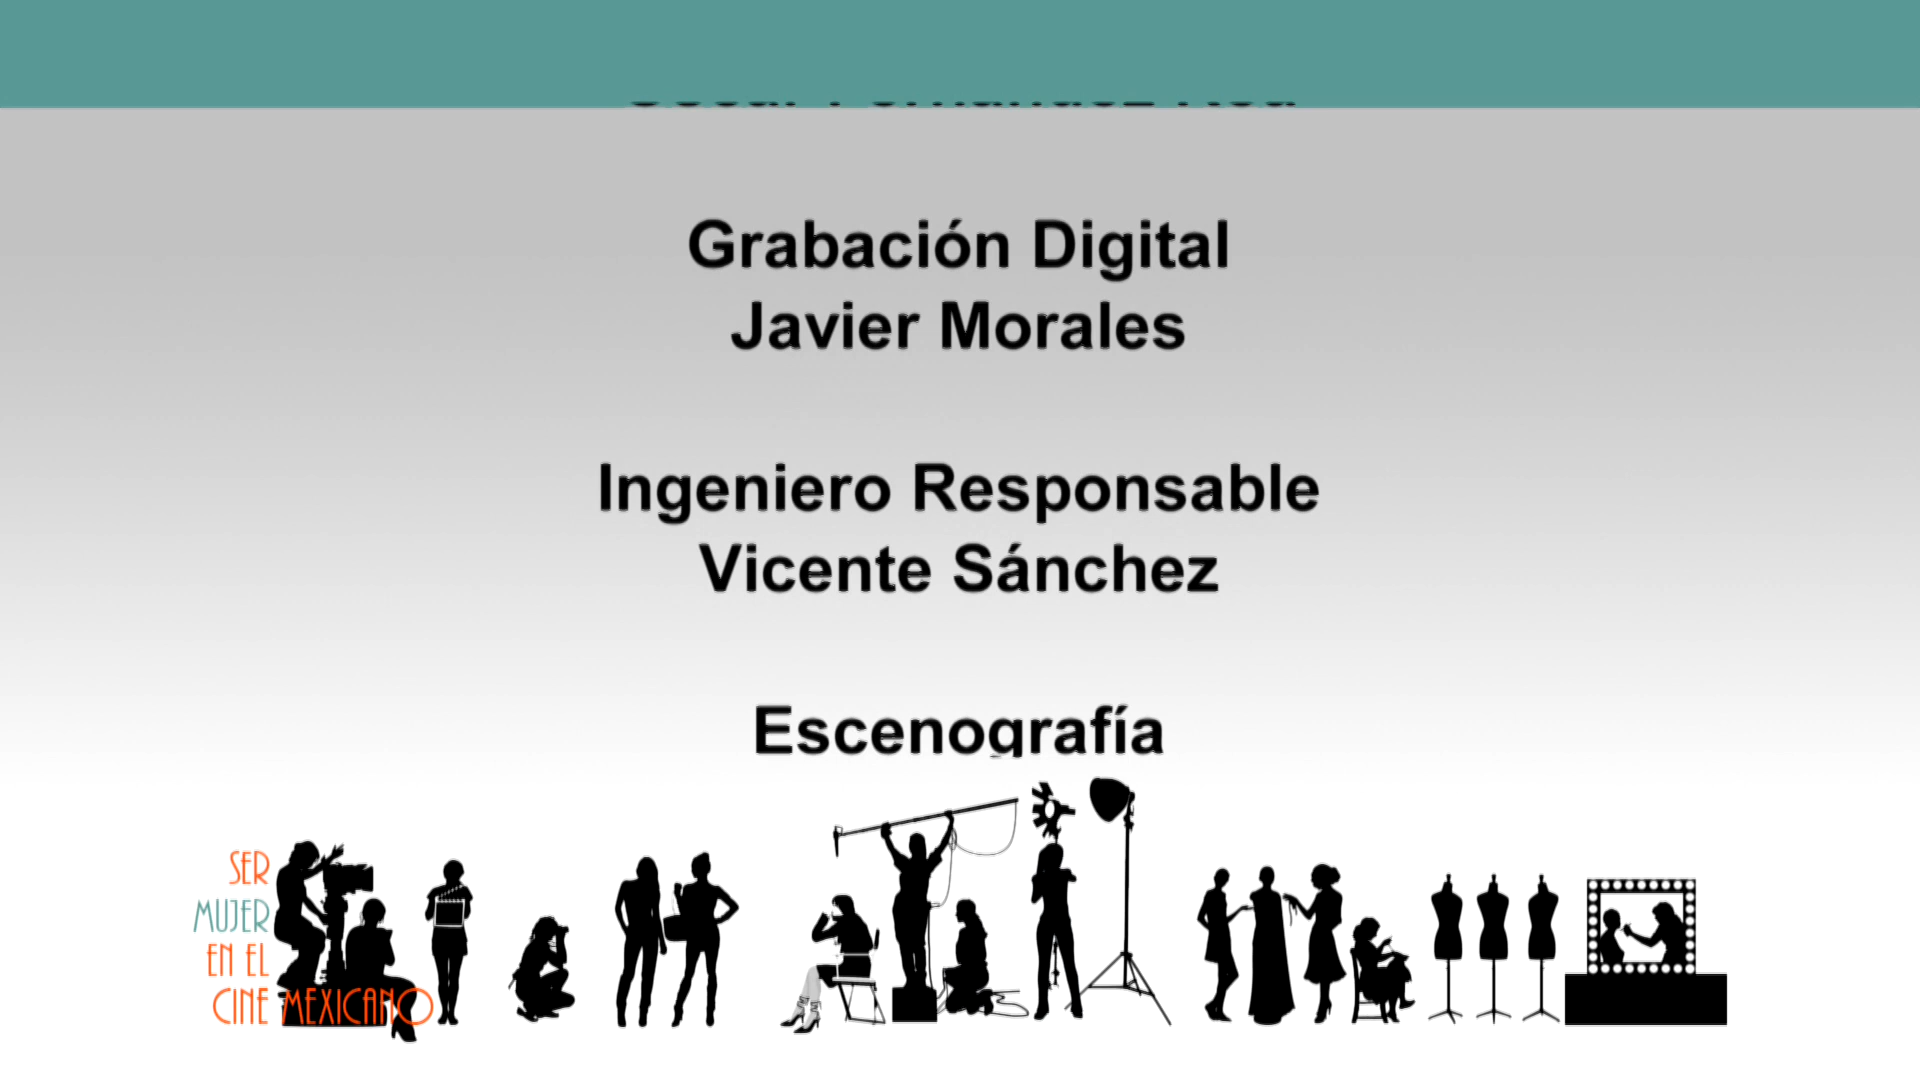 Grabación Digital
Javier Morales
Ingeniero Responsable
Vicente Sánchez
Escenografía
SER
MUJER
EN EL
CINE MEXICANO